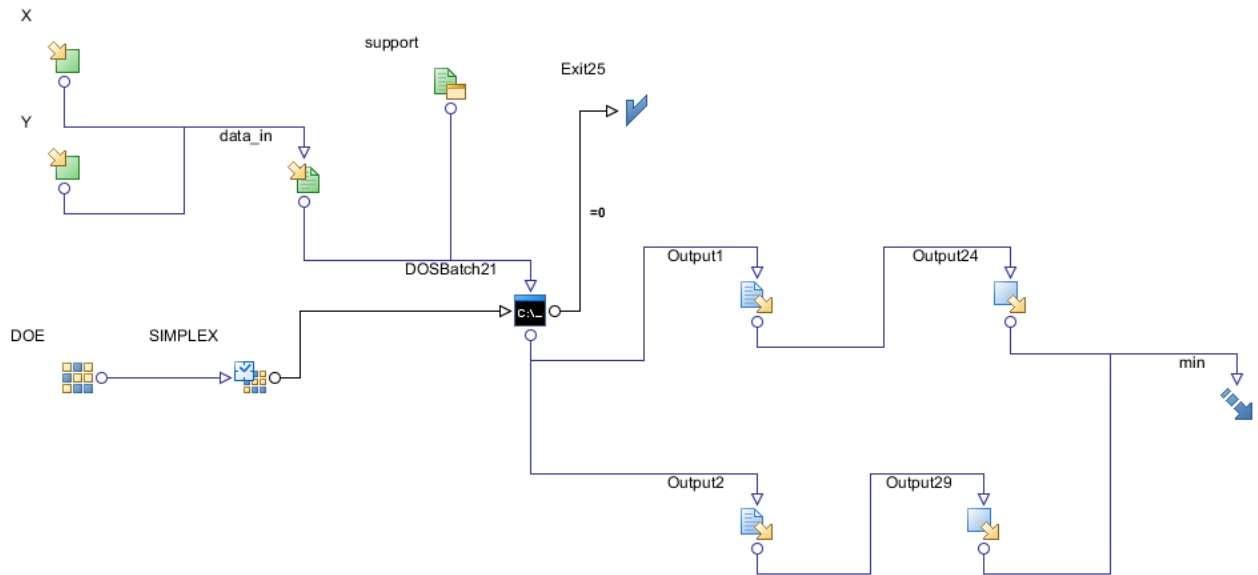 X
support
Exit25
Y
data_in
=0
DOSBatch21
Output1
Output24
C:\_
DOE
SIMPLEX
min
Output2
Output29